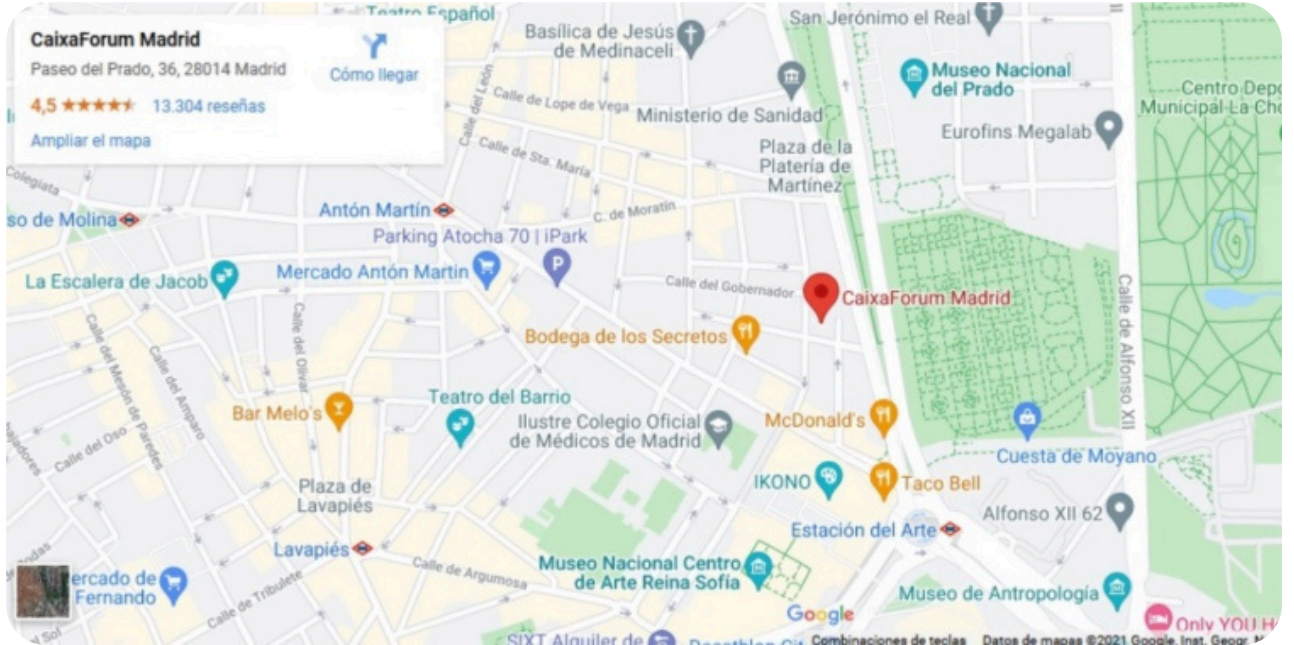 CaixaForum Madrid
Paseo del Prado, 36, 28014 Madrid
4,5
13.304 reseñas
Ampliar el mapa
Cómo llegar
Teatro Español
Basílica de Jesús
de Medinaceli
San Jerónimo el Real
Museo Nacional
del Prado
Centro Depo
Municipal La Cho
Calle del León
Calle de Lope de Vega
Ministerio de Sanidad
Eurofins Megalab
Calle de Sta. María
Plaza de la
Platería de
Martínez
Colegiata
so de Molina
Antón Martín
C. de Moratín
Parking Atocha 70 | iPark
La Escalera de Jacob
Mercado Antón Martin
Calle del Gobernador
CaixaForum Madrid
Calle de Alfonso XII
Calle del Olivar
Calle del Mesón de Paredes
Calle del Amparo
Bodega de los Secretos
Bar Melo's
Teatro del Barrio
Ilustre Colegio Oficial
de Médicos de Madrid
McDonald's
Calle del Oso
bajadores
Cuesta de Moyano
IKONO
Taco Bell
Plaza de
Lavapiés
Alfonso XII 62
Estación del Arte
Lavapiés
Calle de Argumosa
Museo Nacional Centro
de Arte Reina Sofía
ercado de
Fernando
Calle de Tribulete
Museo de Antropología
Google
Only YOU H
SIXT Alquiler de
Combinaciones de teclas
Datos de mapas ©2021 Google, Inst. Geogr. N